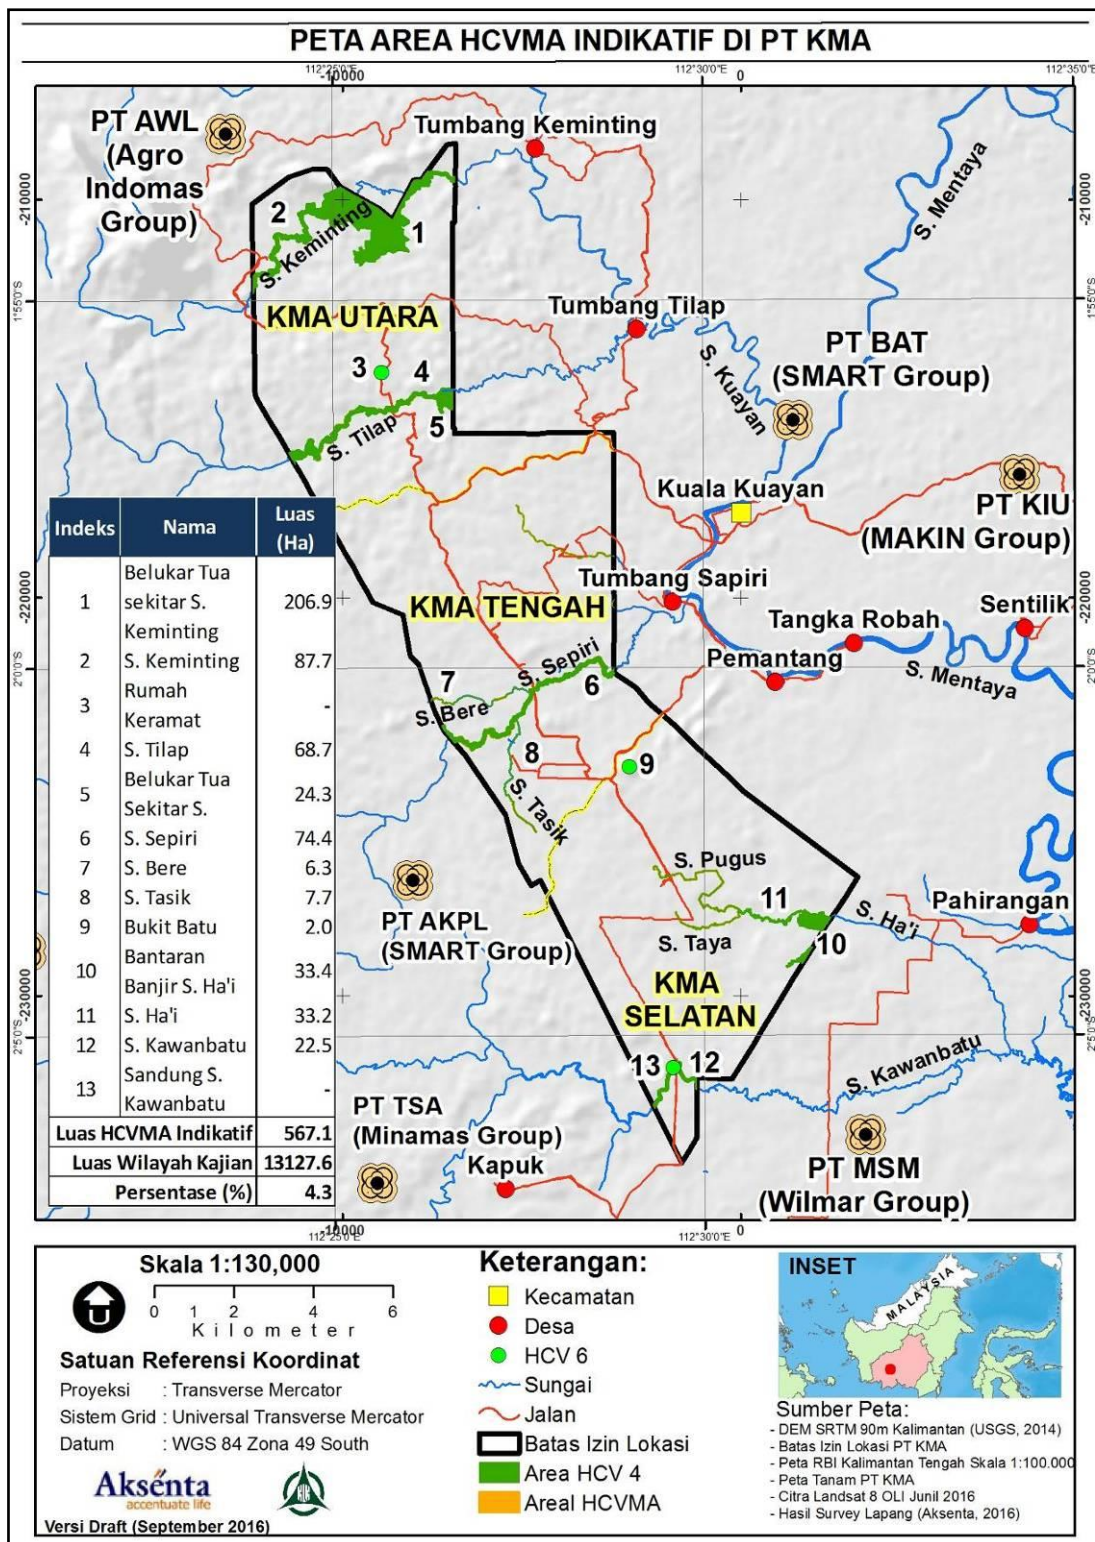 PETA AREA HCVMA INDIKATIF DI PT KMA
112°25'0"E
-10000
112°30'0"E
0
112°35'0"E
PT AWL
(Agro
Indomas
Group)
Tumbang Keminting
S. Mentaya
-210000
-210000
2
1
S. Keminting
1°55'0"S
1°55'0"S
KMA UTARA
Tumbang Tilap
3
4
S. Kuayan
PT BAT
(SMART Group)
S. Tilap
5
Kuala Kuayan
PT KIU
(MAKIN Group)
Tumbang Sapiri
KMA TENGAH
-220000
-220000
Sentilik
Tangka Robah
Pemantang
S. Mentaya
2°0'0"S
2°0'0"S
S. Sepiri
7
6
S. Bere
8
9
S. Tasik
S. Pugus
11
PT AKPL
(SMART Group)
S. Taya
10
S. Ha'i
Pahirangan
KMA
SELATAN
-230000
-230000
2°5'0"S
2°5'0"S
13
12
S. Kawanbatu
PT TSA
(Minamas Group)
Kapuk
PT MSM
(Wilmar Group)
-10000
112°25'0"E
112°30'0"E
0
Indeks Nama Luas (Ha)
1 Belukar Tua sekitar S. Keminting 206.9
2 S. Keminting 87.7
3 Rumah Keramat -
4 S. Tilap 68.7
5 Belukar Tua Sekitar S. 24.3
6 S. Sepiri 74.4
7 S. Bere 6.3
8 S. Tasik 7.7
9 Bukit Batu 2.0
10 Bantaran Banjir S. Ha'i 33.4
11 S. Ha'i 33.2
12 S. Kawanbatu 22.5
13 Sandung S. Kawanbatu -
Luas HCVMA Indikatif 567.1
Luas Wilayah Kajian 13127.6
Persentase (%) 4.3
Skala 1:130,000
U
0 1 2 4 6
Kilometer
Satuan Referensi Koordinat
Proyeksi : Transverse Mercator
Sistem Grid : Universal Transverse Mercator
Datum : WGS 84 Zona 49 South
Aksenta
accentuate life
Versi Draft (September 2016)
Keterangan:
Kecamatan
Desa
HCV 6
Sungai
Jalan
Batas Izin Lokasi
Area HCV 4
Areal HCVMA
INSET
MALAYSIA
Sumber Peta:
- DEM SRTM 90m Kalimantan (USGS, 2014)
- Batas Izin Lokasi PT KMA
- Peta RBI Kalimantan Tengah Skala 1:100.000
- Peta Tanam PT KMA
- Citra Landsat 8 OLI Junil 2016
- Hasil Survey Lapang (Aksenta, 2016)